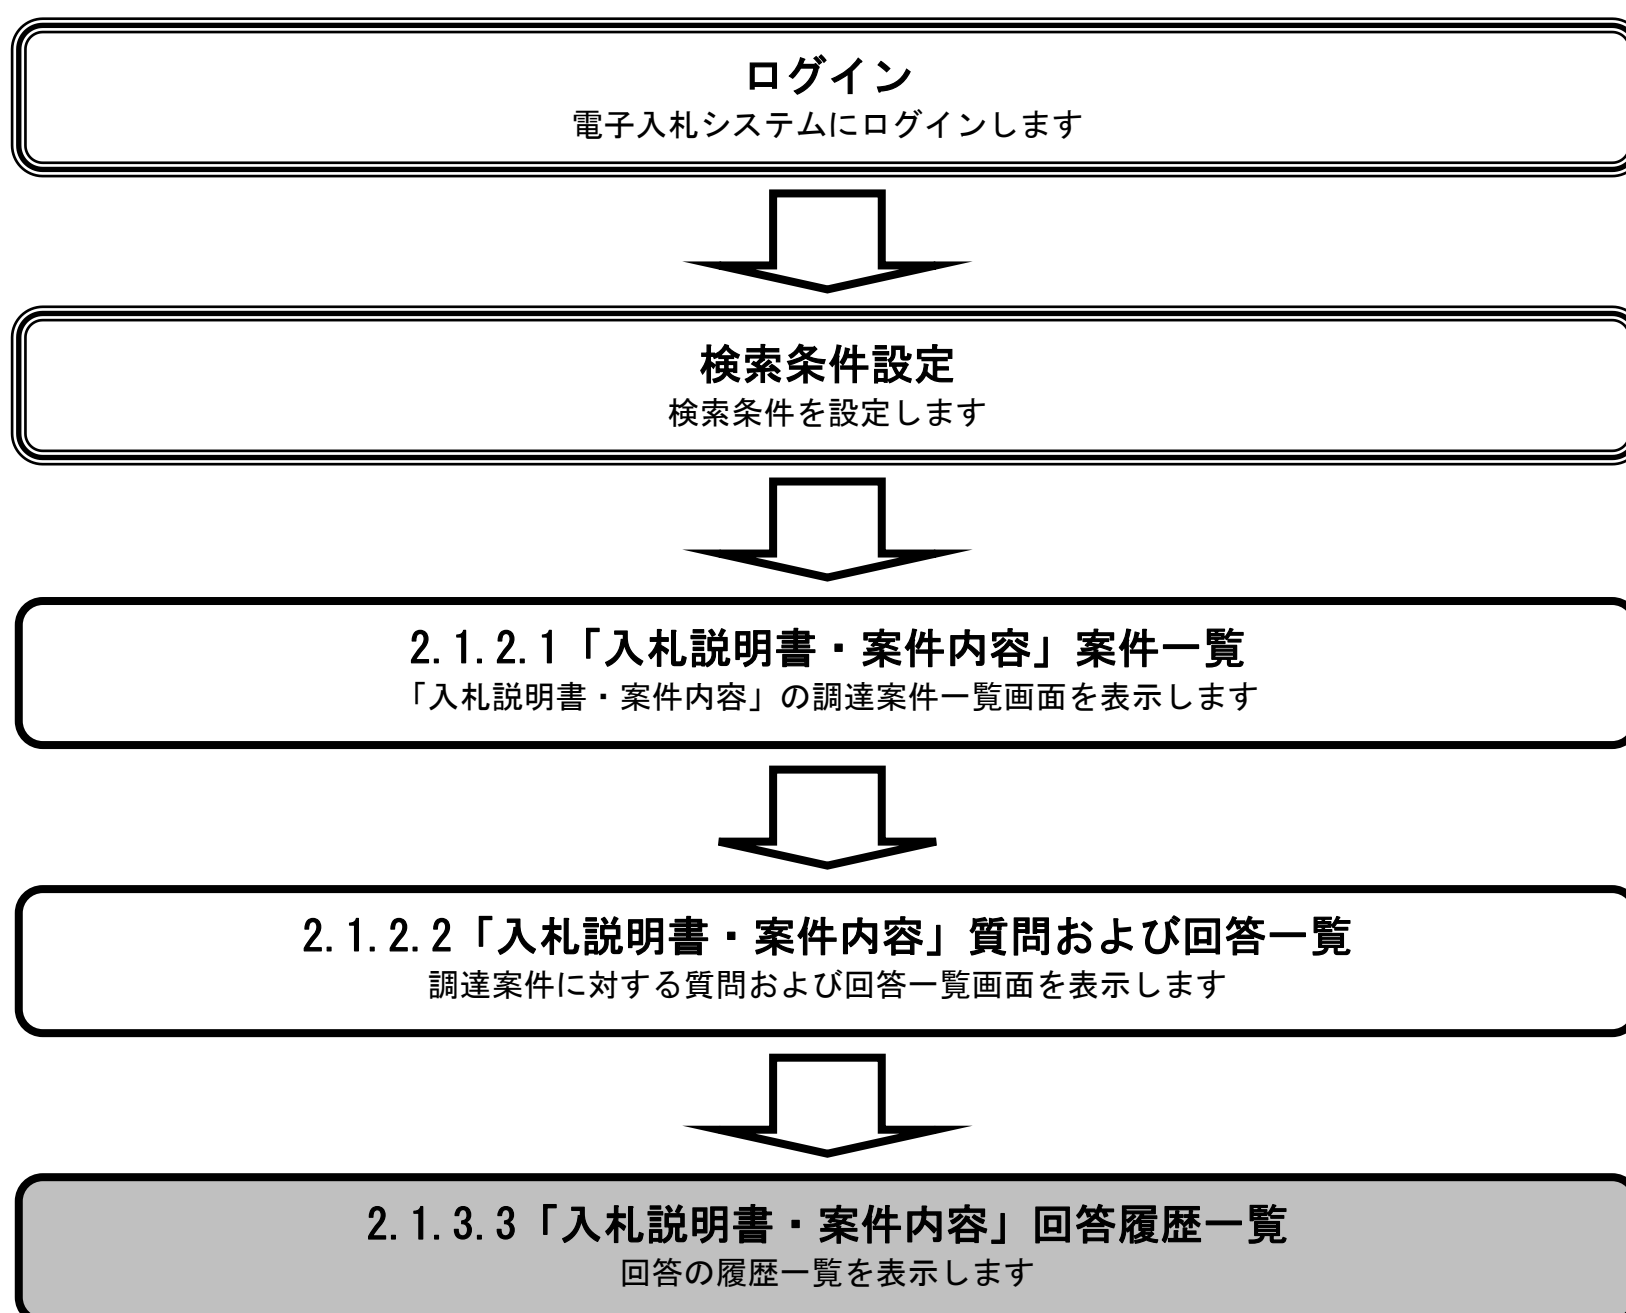 ログイン
電子入札システムにログインします
検索条件設定
検索条件を設定します
2.1.2.1「入札説明書・案件内容」案件一覧
「入札説明書・案件内容」の調達案件一覧画面を表示します
2.1.2.2「入札説明書・案件内容」質問および回答一覧
調達案件に対する質問および回答一覧画面を表示します
2.1.3.3「入札説明書・案件内容」回答履歴一覧
回答の履歴一覧を表示します